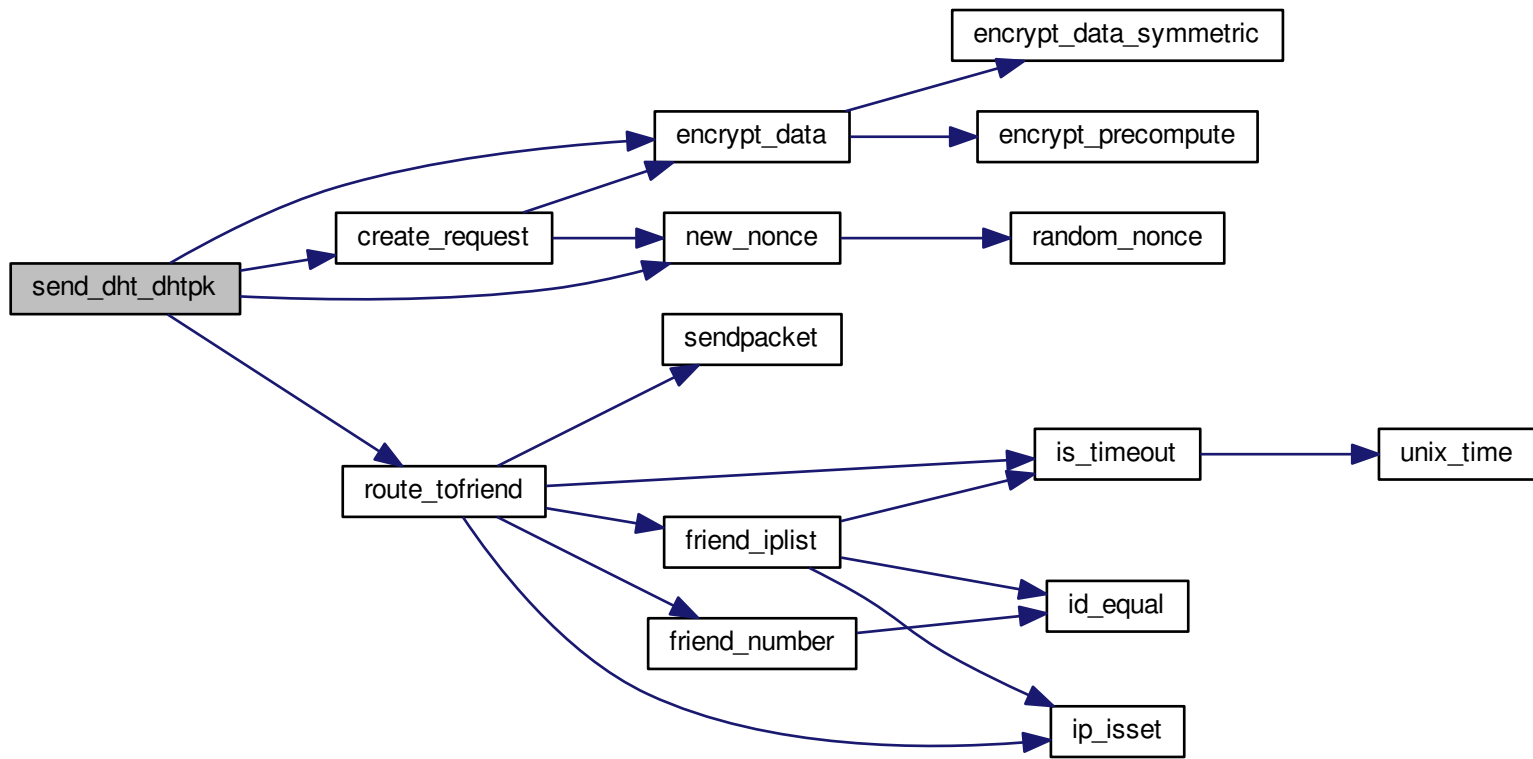 encrypt_data_symmetric
encrypt_data
encrypt_precompute
create_request
new_nonce
random_nonce
send_dht_dhtpk
sendpacket
is_timeout
unix_time
route_tofriend
friend_iplist
id_equal
friend_number
ip_isset